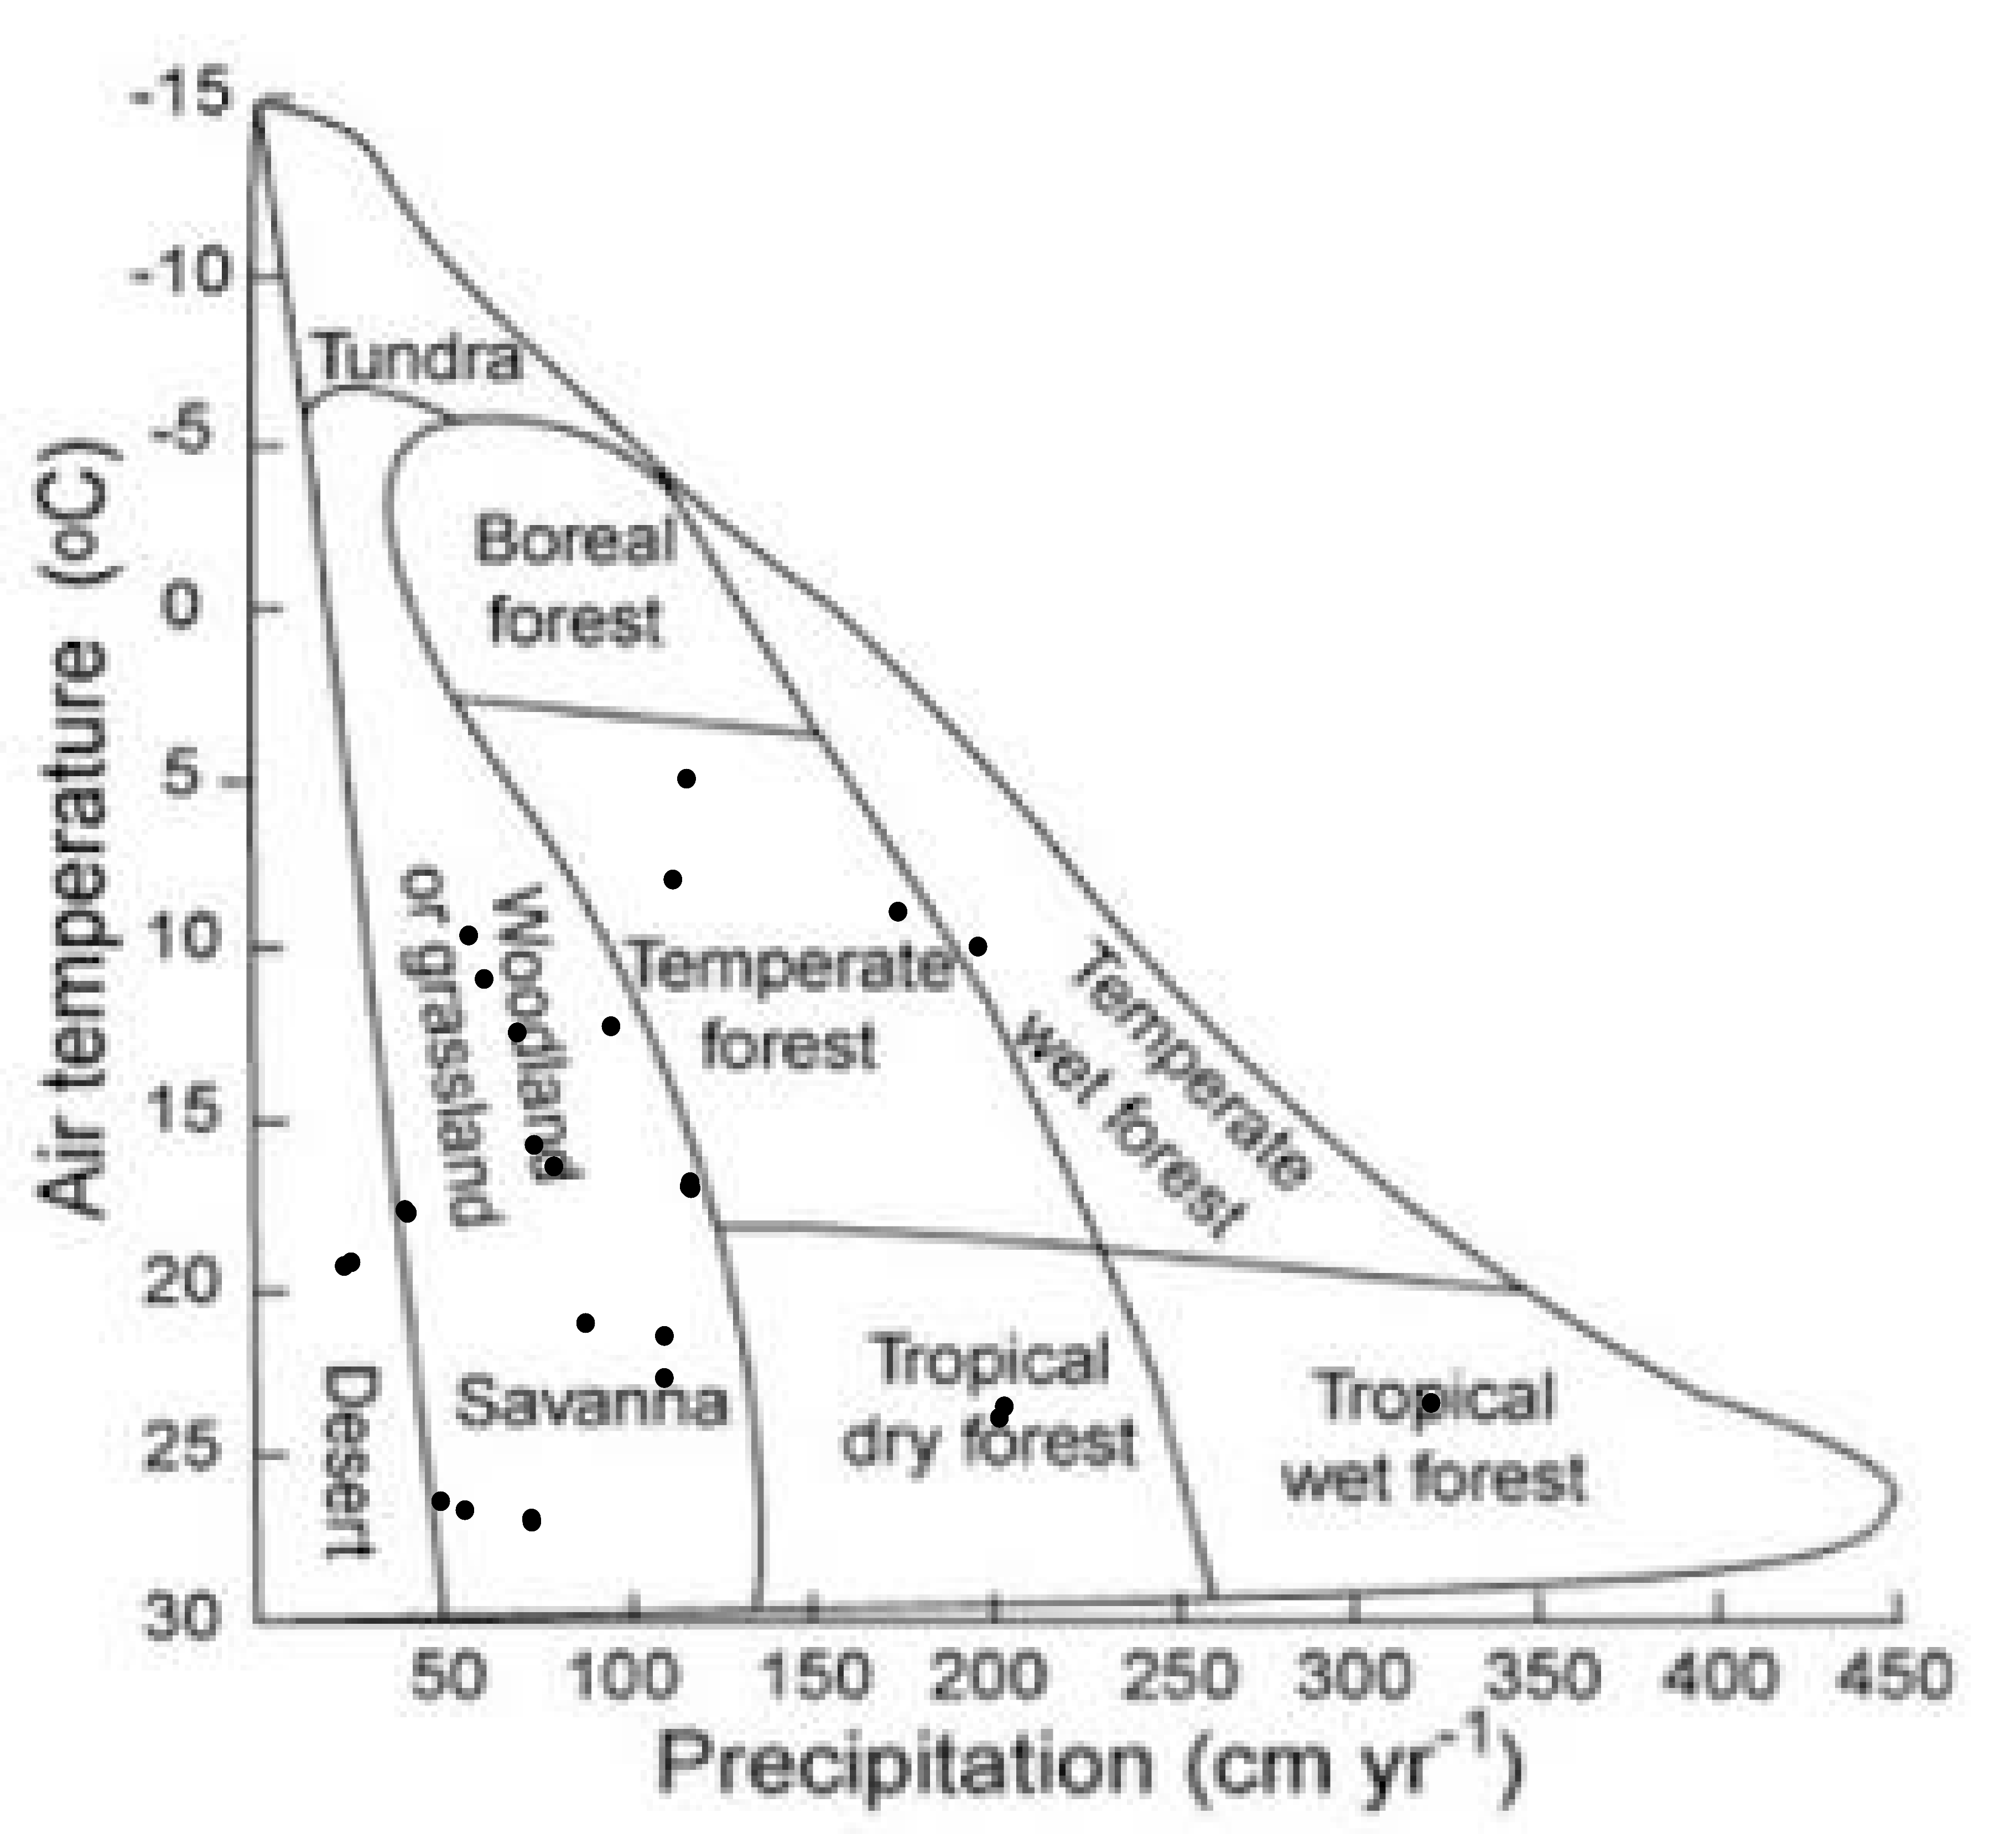 -15
-10
-5
0
5
10
15
20
25
30
Air temperature (oC)
Tundra
Boreal
forest
Woodland
or grassland
Temperate
forest
Temperate
wet forest
Desert
Savanna
Tropical
dry forest
Tropical
wet forest
50 100 150 200 250 300 350 400 450
Precipitation (cm yr-1)